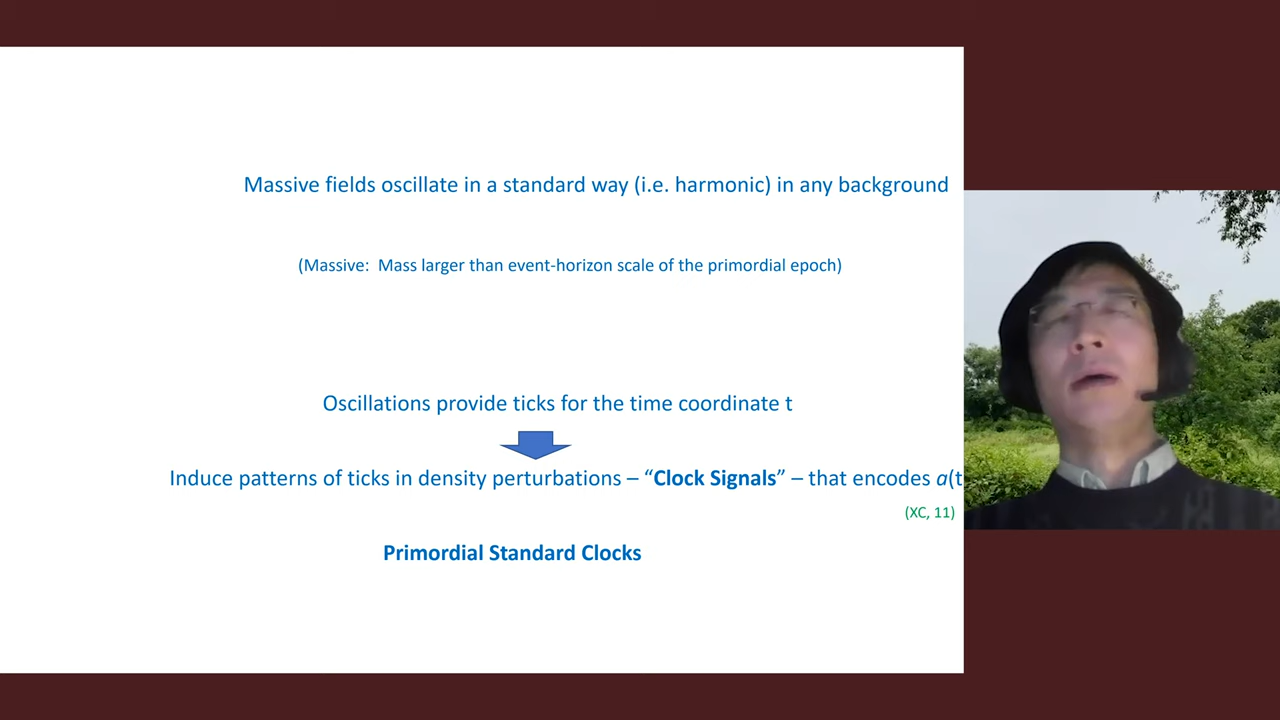 Massive fields oscillate in a standard way (i.e. harmonic) in any background
(Massive:  Mass larger than event-horizon scale of the primordial epoch)
Oscillations provide ticks for the time coordinate t
Induce patterns of ticks in density perturbations – “Clock Signals” – that encodes a(t
(XC, 11)
Primordial Standard Clocks